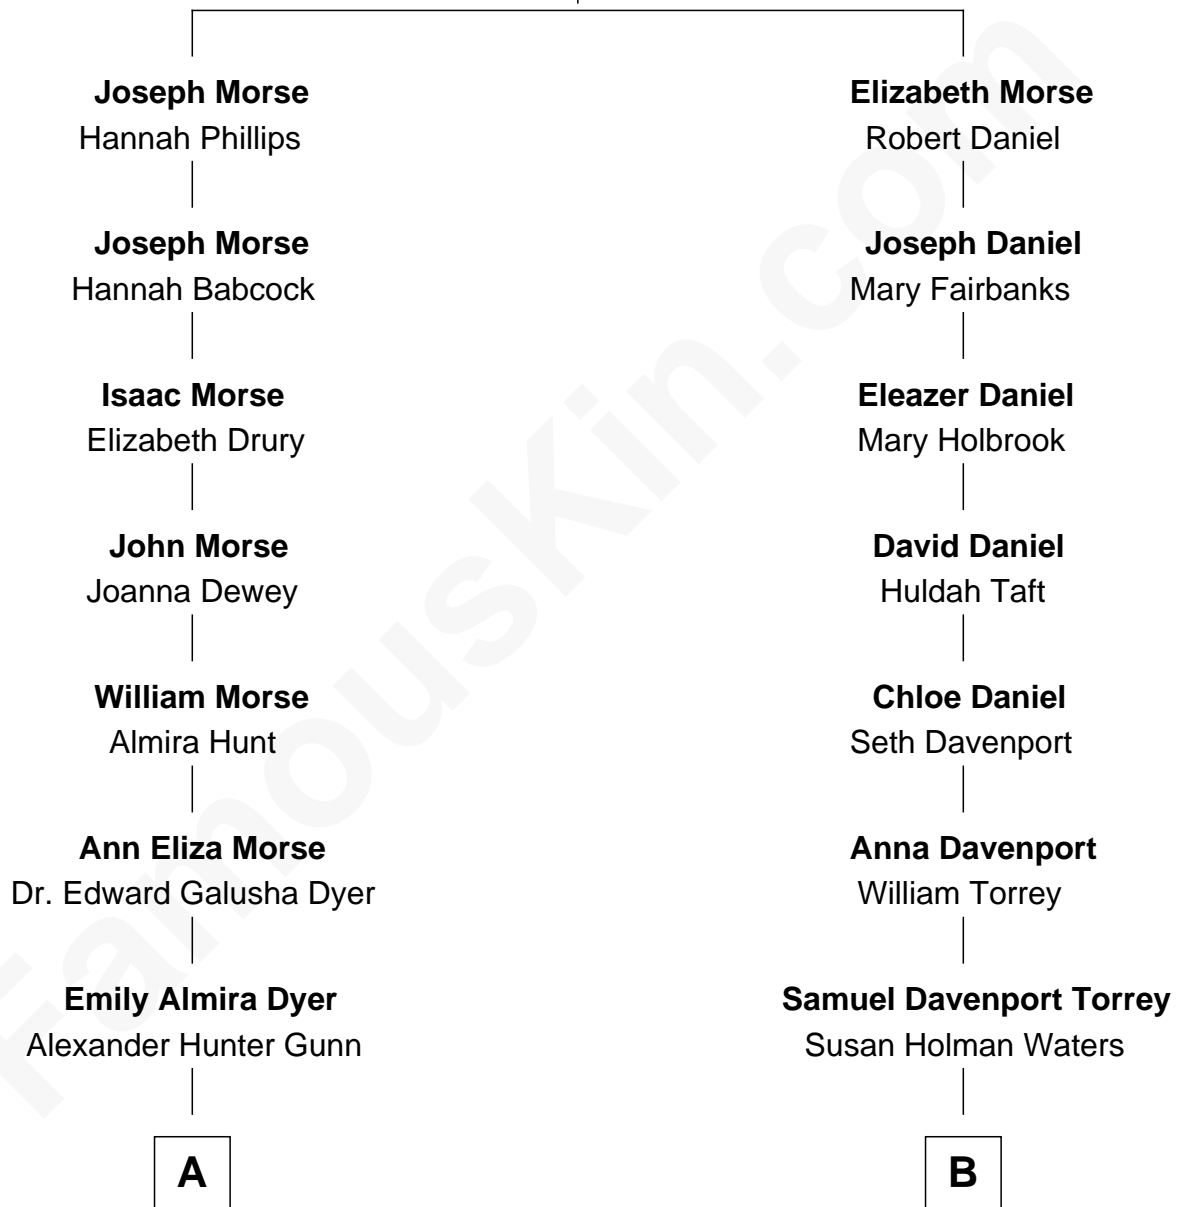 Joseph Morse
Hannah Phillips
Joseph Morse
Hannah Babcock
Isaac Morse
Elizabeth Drury
John Morse
Joanna Dewey
William Morse
Almira Hunt
Ann Eliza Morse
Dr. Edward Galusha Dyer
Emily Almira Dyer
Alexander Hunter Gunn
A
Elizabeth Morse
Robert Daniel
Joseph Daniel
Mary Fairbanks
Eleazer Daniel
Mary Holbrook
David Daniel
Huldah Taft
Chloe Daniel
Seth Davenport
Anna Davenport
William Torrey
Samuel Davenport Torrey
Susan Holman Waters
B
FamousKin.com